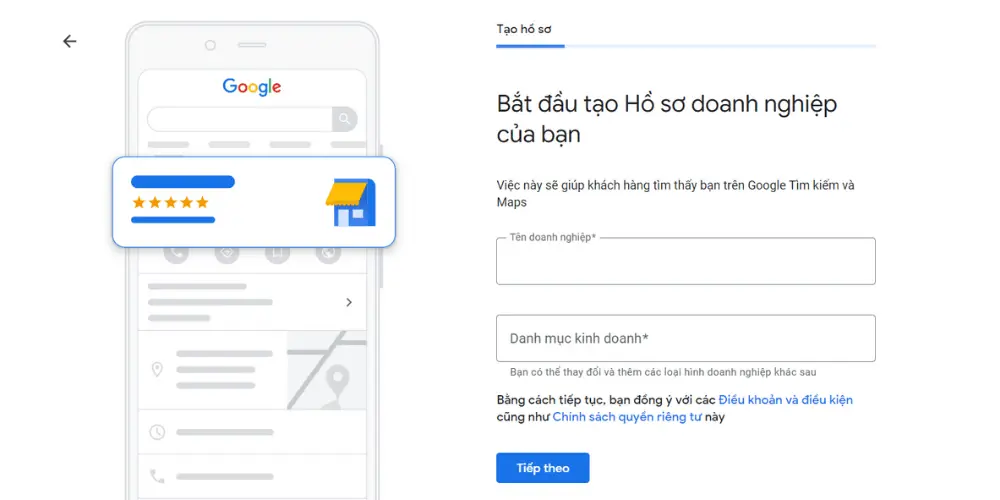 Google
Tạo hồ sơ
Bắt đầu tạo Hồ sơ doanh nghiệp
của bạn
Việc này sẽ giúp khách hàng tìm thấy bạn trên Google Tìm kiếm và
Maps
Tên doanh nghiệp*
Danh mục kinh doanh*
Bạn có thể thay đổi và thêm các loại hình doanh nghiệp khác sau
Bằng cách tiếp tục, bạn đồng ý với các Điều khoản và điều kiện
cũng như Chính sách quyền riêng tư này
Tiếp theo